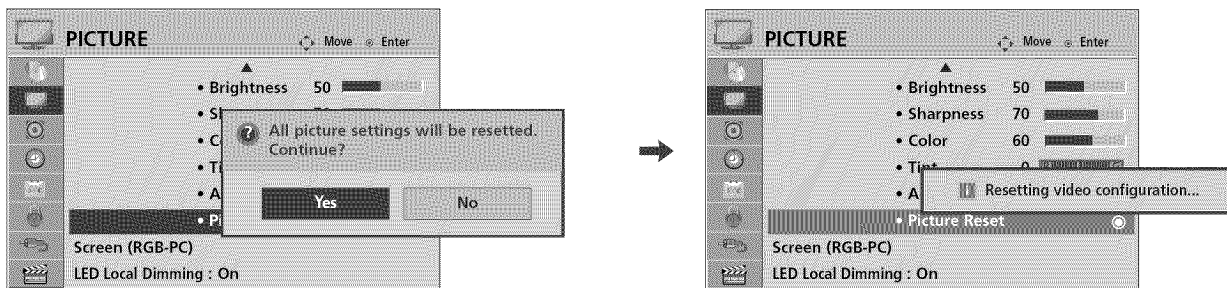 PICTURE
Move Enter
• Brightness 50
All picture settings will be resetted.
Continue?
Yes No
Screen (RGB-PC)
LED Local Dimming : On
PICTURE
Move Enter
• Brightness 50
• Sharpness 70
• Color 60
Resetting video configuration...
• Picture Reset
Screen (RGB-PC)
LED Local Dimming : On